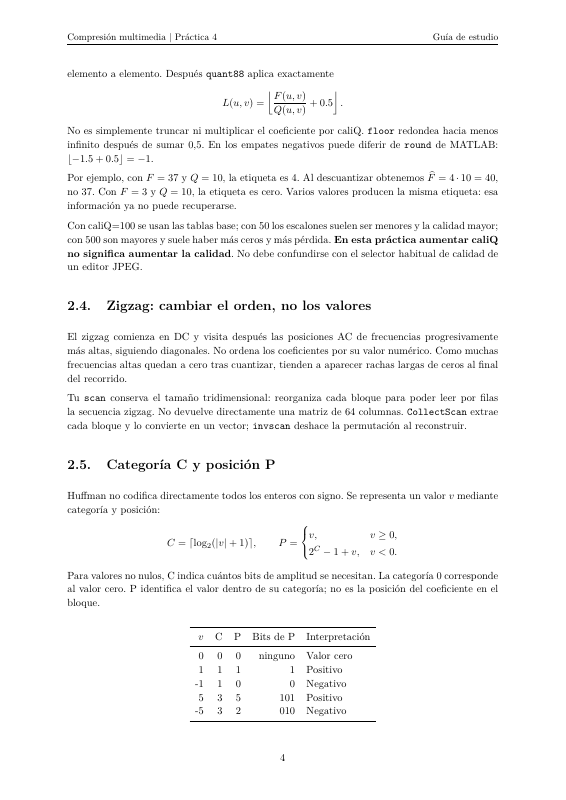 Compresión multimedia | Práctica 4 Guía de estudio
elemento a elemento. Después quant88 aplica exactamente
L(u, v) = ⌊F(u, v)/Q(u, v) + 0.5⌋.
No es simplemente truncar ni multiplicar el coeficiente por caliQ. floor redondea hacia menos
infinito después de sumar 0,5. En los empates negativos puede diferir de round de MATLAB:
⌊−1.5 + 0.5⌋ = −1.
Por ejemplo, con F = 37 y Q = 10, la etiqueta es 4. Al descuantizar obtenemos F̂ = 4 · 10 = 40,
no 37. Con F = 3 y Q = 10, la etiqueta es cero. Varios valores producen la misma etiqueta: esa
información ya no puede recuperarse.
Con caliQ=100 se usan las tablas base; con 50 los escalones suelen ser menores y la calidad mayor;
con 500 son mayores y suele haber más ceros y más pérdida. En esta práctica aumentar caliQ
no significa aumentar la calidad. No debe confundirse con el selector habitual de calidad de
un editor JPEG.
2.4. Zigzag: cambiar el orden, no los valores
El zigzag comienza en DC y visita después las posiciones AC de frecuencias progresivamente
más altas, siguiendo diagonales. No ordena los coeficientes por su valor numérico. Como muchas
frecuencias altas quedan a cero tras cuantizar, tienden a aparecer rachas largas de ceros al final
del recorrido.
Tu scan conserva el tamaño tridimensional: reorganiza cada bloque para poder leer por filas
la secuencia zigzag. No devuelve directamente una matriz de 64 columnas. CollectScan extrae
cada bloque y lo convierte en un vector; invscan deshace la permutación al reconstruir.
2.5. Categoría C y posición P
Huffman no codifica directamente todos los enteros con signo. Se representa un valor v mediante
categoría y posición:
C = ⌈log₂(|v| + 1)⌉, P = { v, v ≥ 0,
2^C − 1 + v, v < 0.
Para valores no nulos, C indica cuántos bits de amplitud se necesitan. La categoría 0 corresponde
al valor cero. P identifica el valor dentro de su categoría; no es la posición del coeficiente en el
bloque.
v C P Bits de P Interpretación
0 0 0 ninguno Valor cero
1 1 1 1 Positivo
-1 1 0 0 Negativo
5 3 5 101 Positivo
-5 3 2 010 Negativo
4